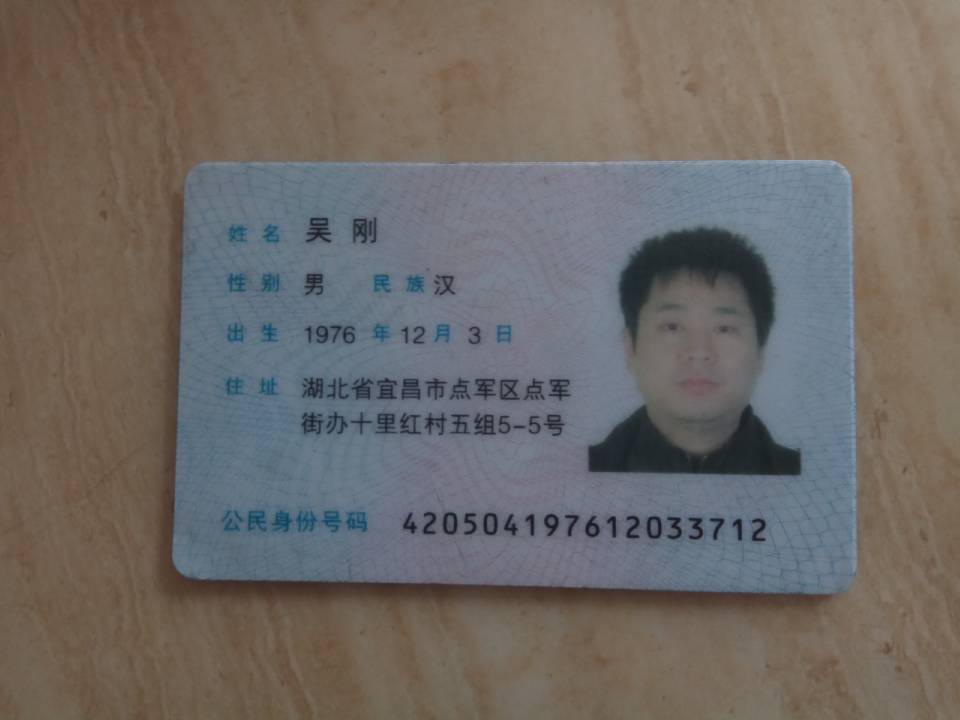 姓名 吴刚
性别 男 民族 汉
出生 1976 年 12 月 3 日
住址 湖北省宜昌市点军区点军
街办十里红村五组5-5号
公民身份号码 420504197612033712